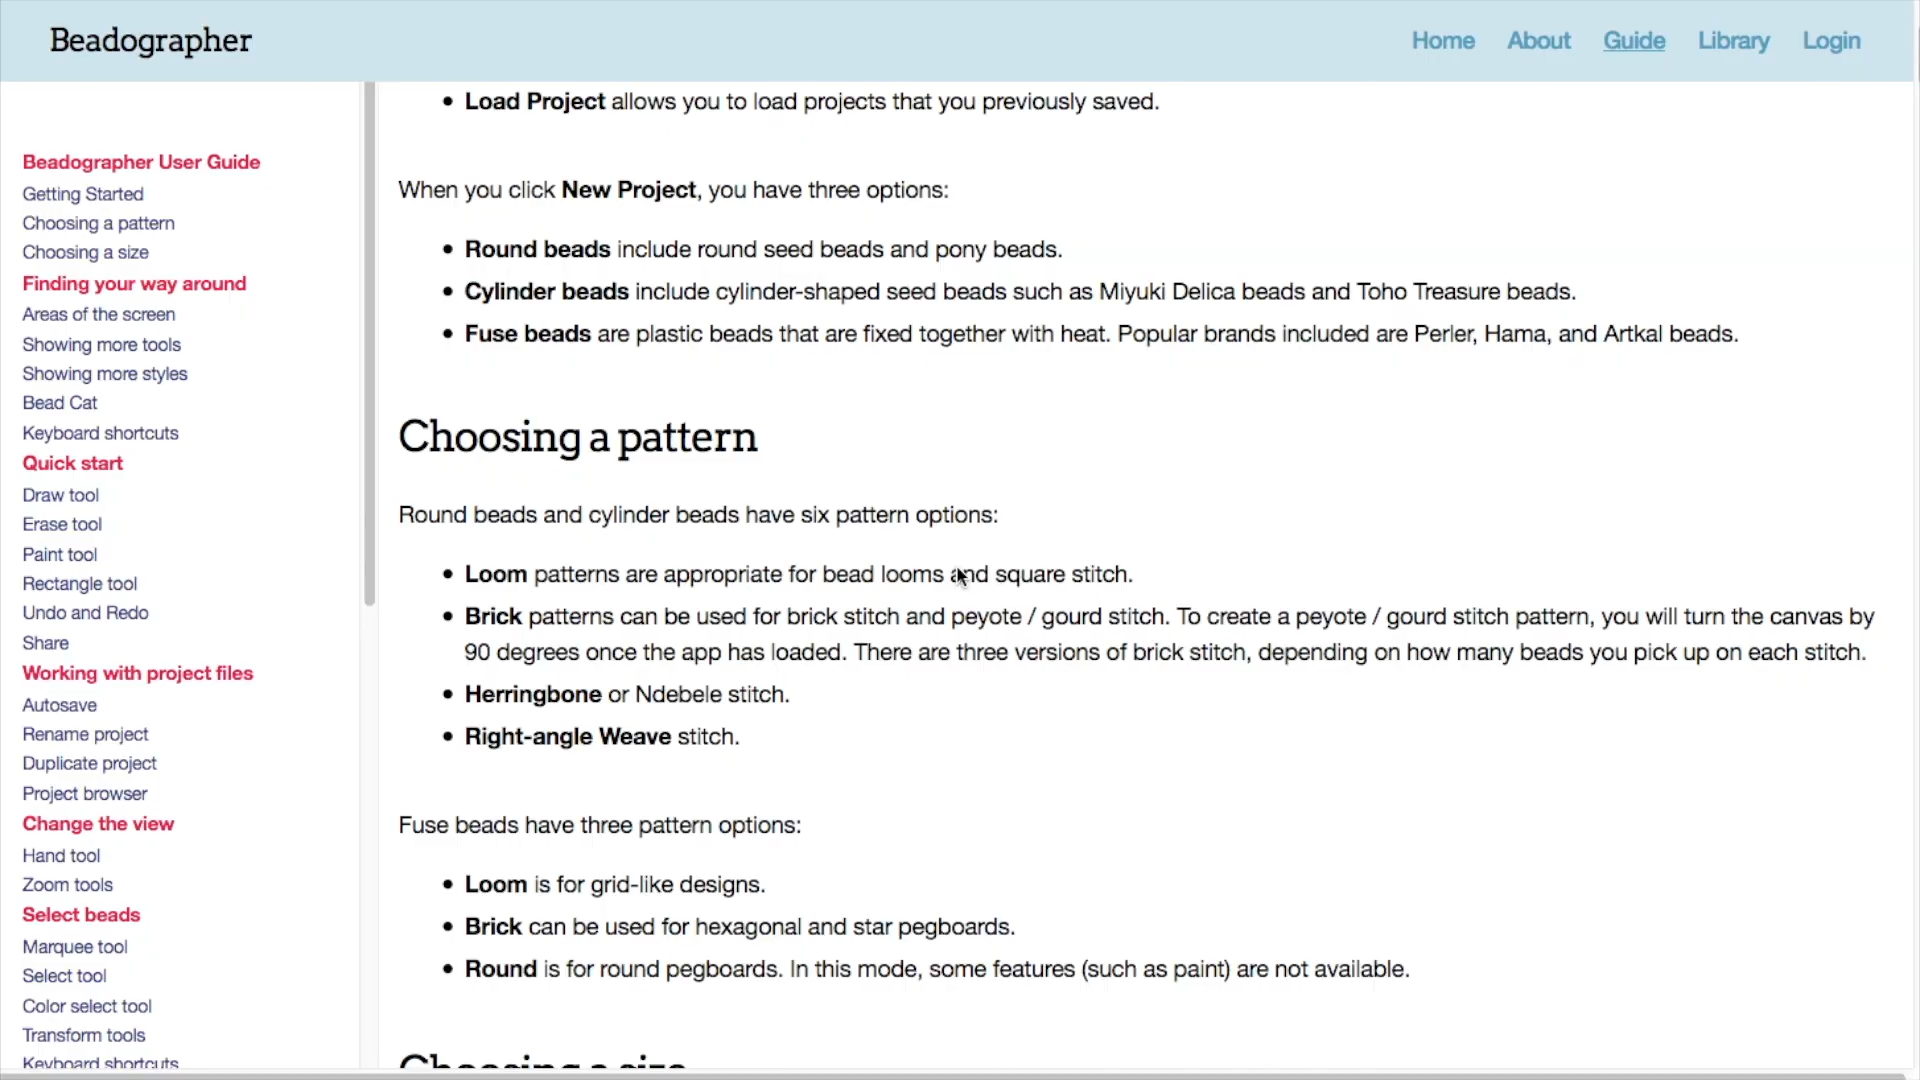 Beadographer
Home About Guide Library Login
Beadographer User Guide
Getting Started
Choosing a pattern
Choosing a size
Finding your way around
Areas of the screen
Showing more tools
Showing more styles
Bead Cat
Keyboard shortcuts
Quick start
Draw tool
Erase tool
Paint tool
Rectangle tool
Undo and Redo
Share
Working with project files
Autosave
Rename project
Duplicate project
Project browser
Change the view
Hand tool
Zoom tools
Select beads
Marquee tool
Select tool
Color select tool
Transform tools
Keyboard shortcuts
• Load Project allows you to load projects that you previously saved.
When you click New Project, you have three options:
• Round beads include round seed beads and pony beads.
• Cylinder beads include cylinder-shaped seed beads such as Miyuki Delica beads and Toho Treasure beads.
• Fuse beads are plastic beads that are fixed together with heat. Popular brands included are Perler, Hama, and Artkal beads.
Choosing a pattern
Round beads and cylinder beads have six pattern options:
• Loom patterns are appropriate for bead looms and square stitch.
• Brick patterns can be used for brick stitch and peyote / gourd stitch. To create a peyote / gourd stitch pattern, you will turn the canvas by
90 degrees once the app has loaded. There are three versions of brick stitch, depending on how many beads you pick up on each stitch.
• Herringbone or Ndebele stitch.
• Right-angle Weave stitch.
Fuse beads have three pattern options:
• Loom is for grid-like designs.
• Brick can be used for hexagonal and star pegboards.
• Round is for round pegboards. In this mode, some features (such as paint) are not available.
Choosing a size